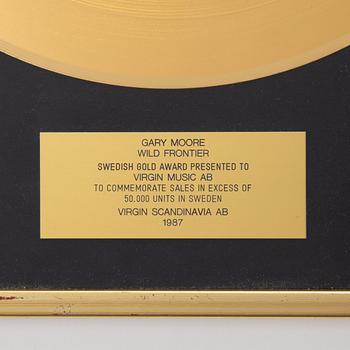 GARY MOORE
WILD FRONTIER
SWEDISH GOLD AWARD PRESENTED TO
VIRGIN MUSIC AB
TO COMMEMORATE SALES IN EXCESS OF
50.000 UNITS IN SWEDEN
VIRGIN SCANDINAVIA AB
1987